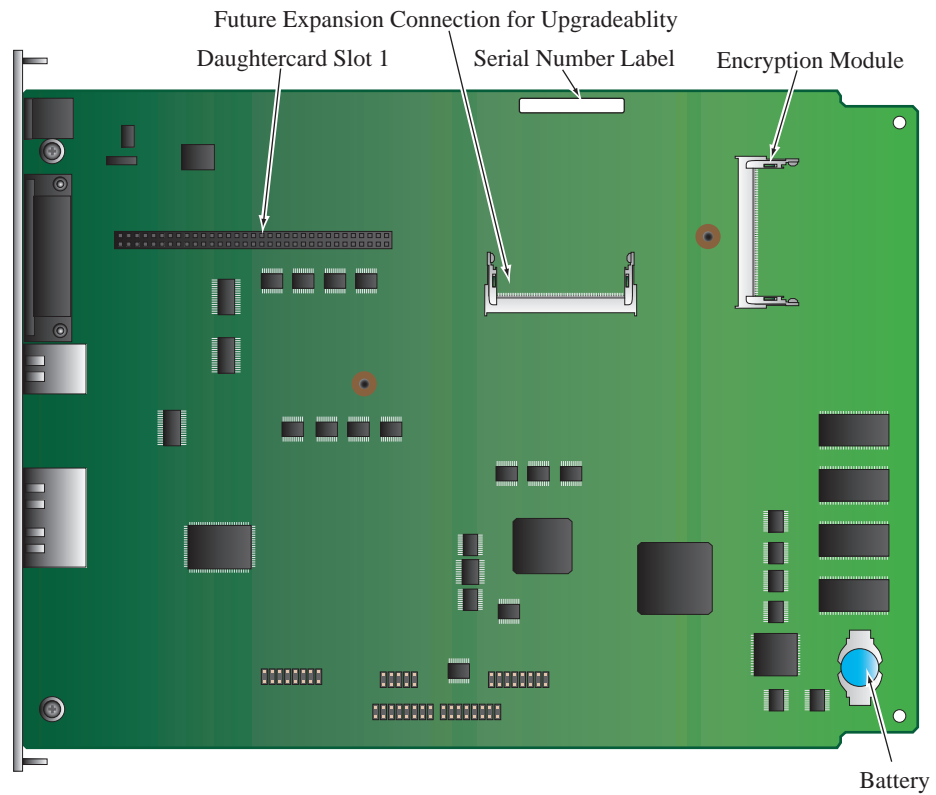 Future Expansion Connection for Upgradeablity
Daughtercard Slot 1
Serial Number Label
Encryption Module
Battery